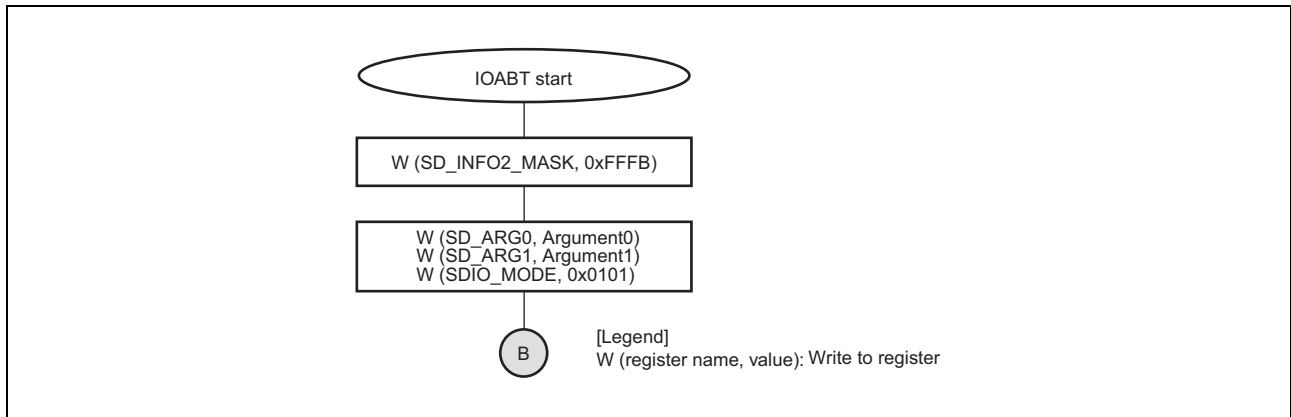 IOABT start
W (SD_INFO2_MASK, 0xFFFB)
W (SD_ARG0, Argument0)
W (SD_ARG1, Argument1)
W (SDIO_MODE, 0x0101)
B
[Legend]
W (register name, value): Write to register